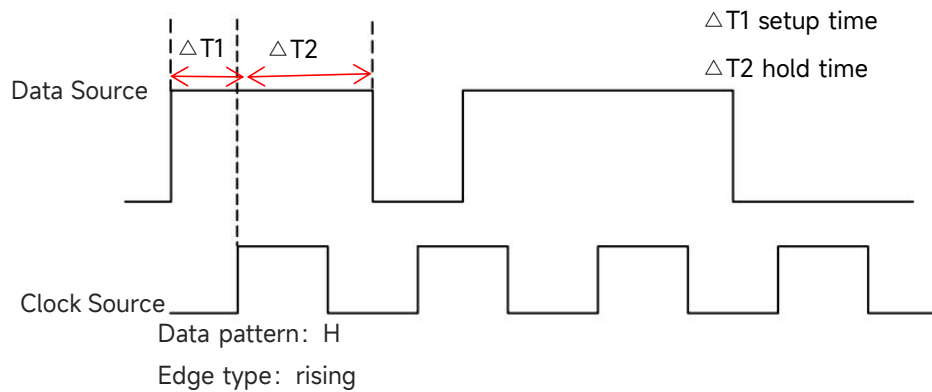 △T1 setup time
△T1
△T2
△T2 hold time
Data Source
Clock Source
Data pattern：H
Edge type：rising